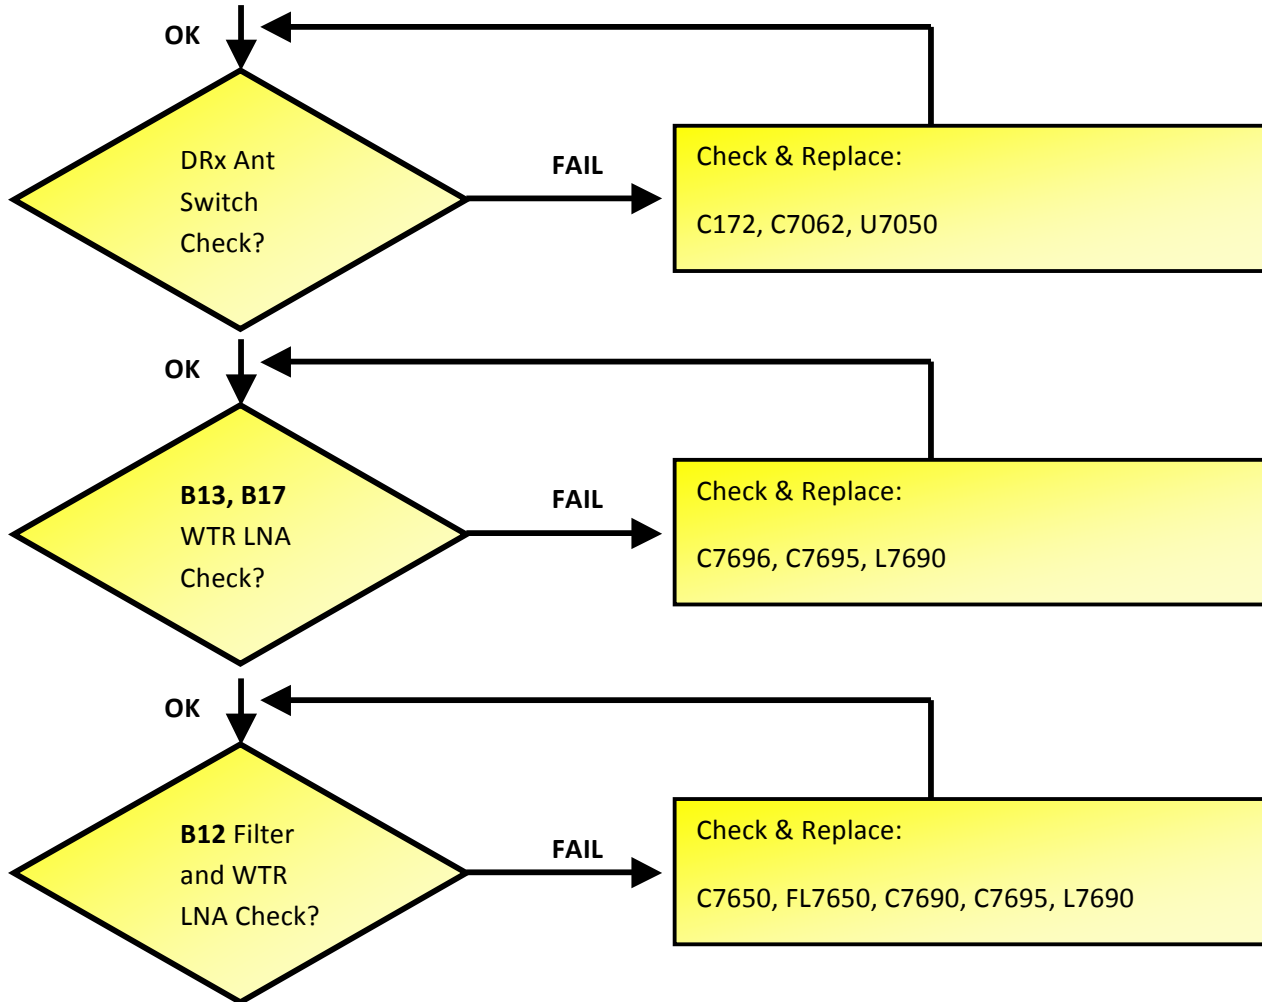 OK
DRx Ant
Switch
Check?
FAIL
Check & Replace:
C172, C7062, U7050
OK
B13, B17
WTR LNA
Check?
FAIL
Check & Replace:
C7696, C7695, L7690
OK
B12 Filter
and WTR
LNA Check?
FAIL
Check & Replace:
C7650, FL7650, C7690, C7695, L7690